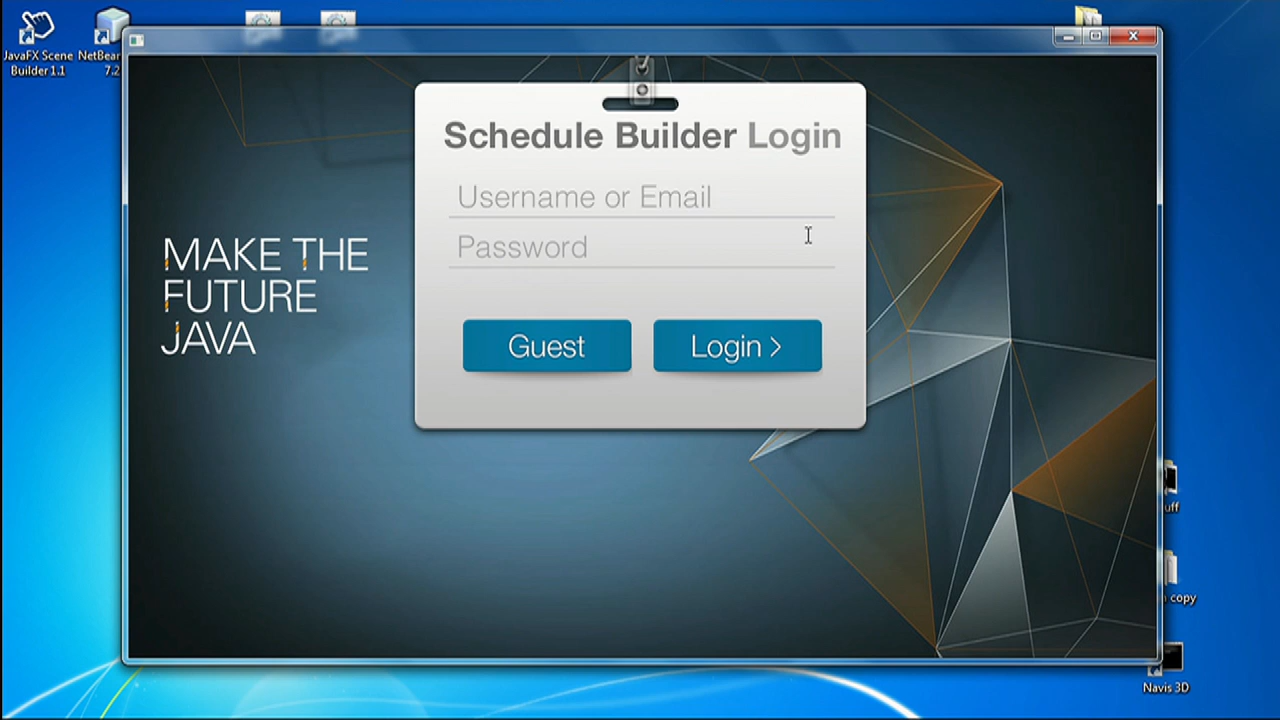 JavaFX Scene
Builder 1.1
NetBean
7.2
Schedule Builder Login
Username or Email
Password
Guest
Login >
MAKE THE
FUTURE
JAVA
uff
copy
Navis 3D